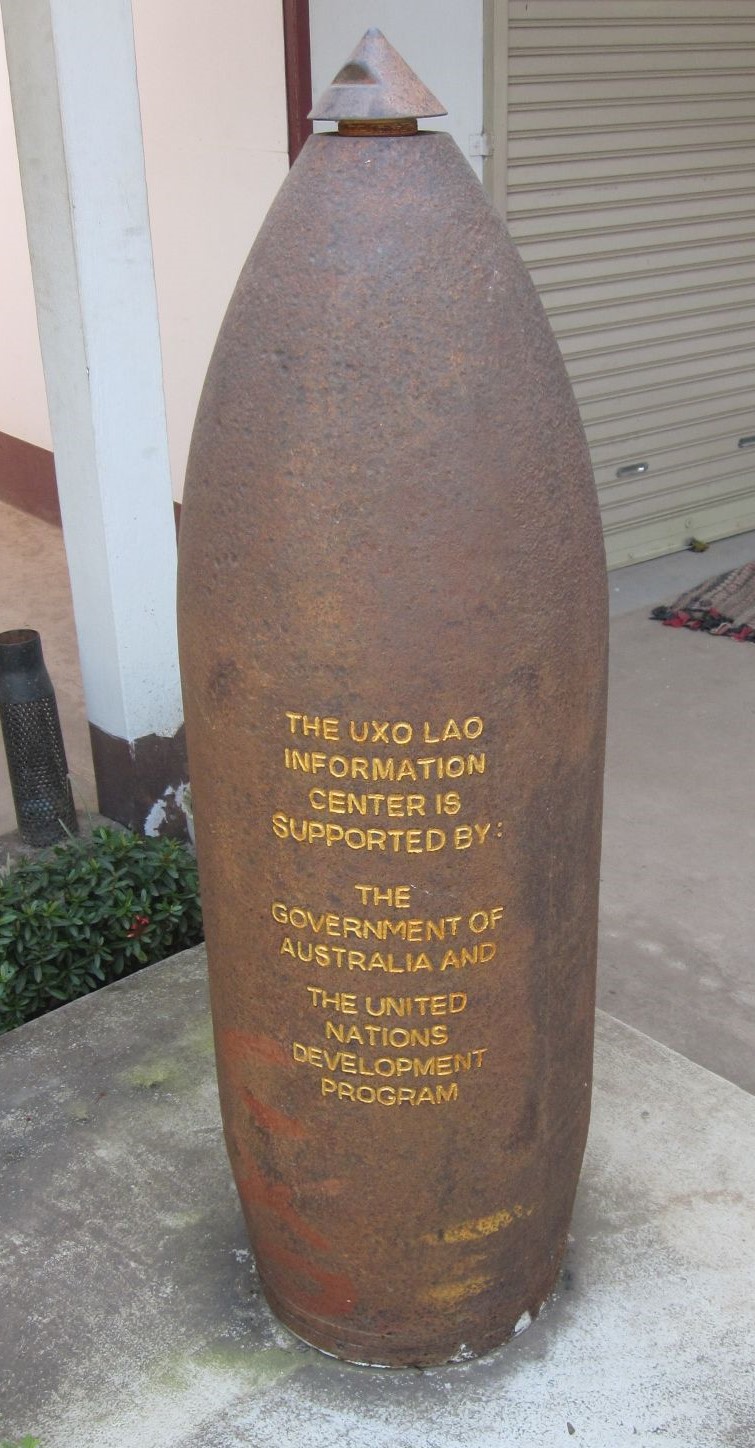 THE UXO LAO
INFORMATION
CENTER IS
SUPPORTED BY:
THE
GOVERNMENT OF
AUSTRALIA AND
THE UNITED
NATIONS
DEVELOPMENT
PROGRAM